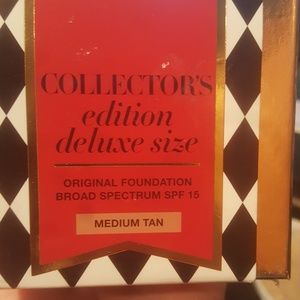 COLLECTOR'S
edition
deluxe size
ORIGINAL FOUNDATION
BROAD SPECTRUM SPF 15
MEDIUM TAN